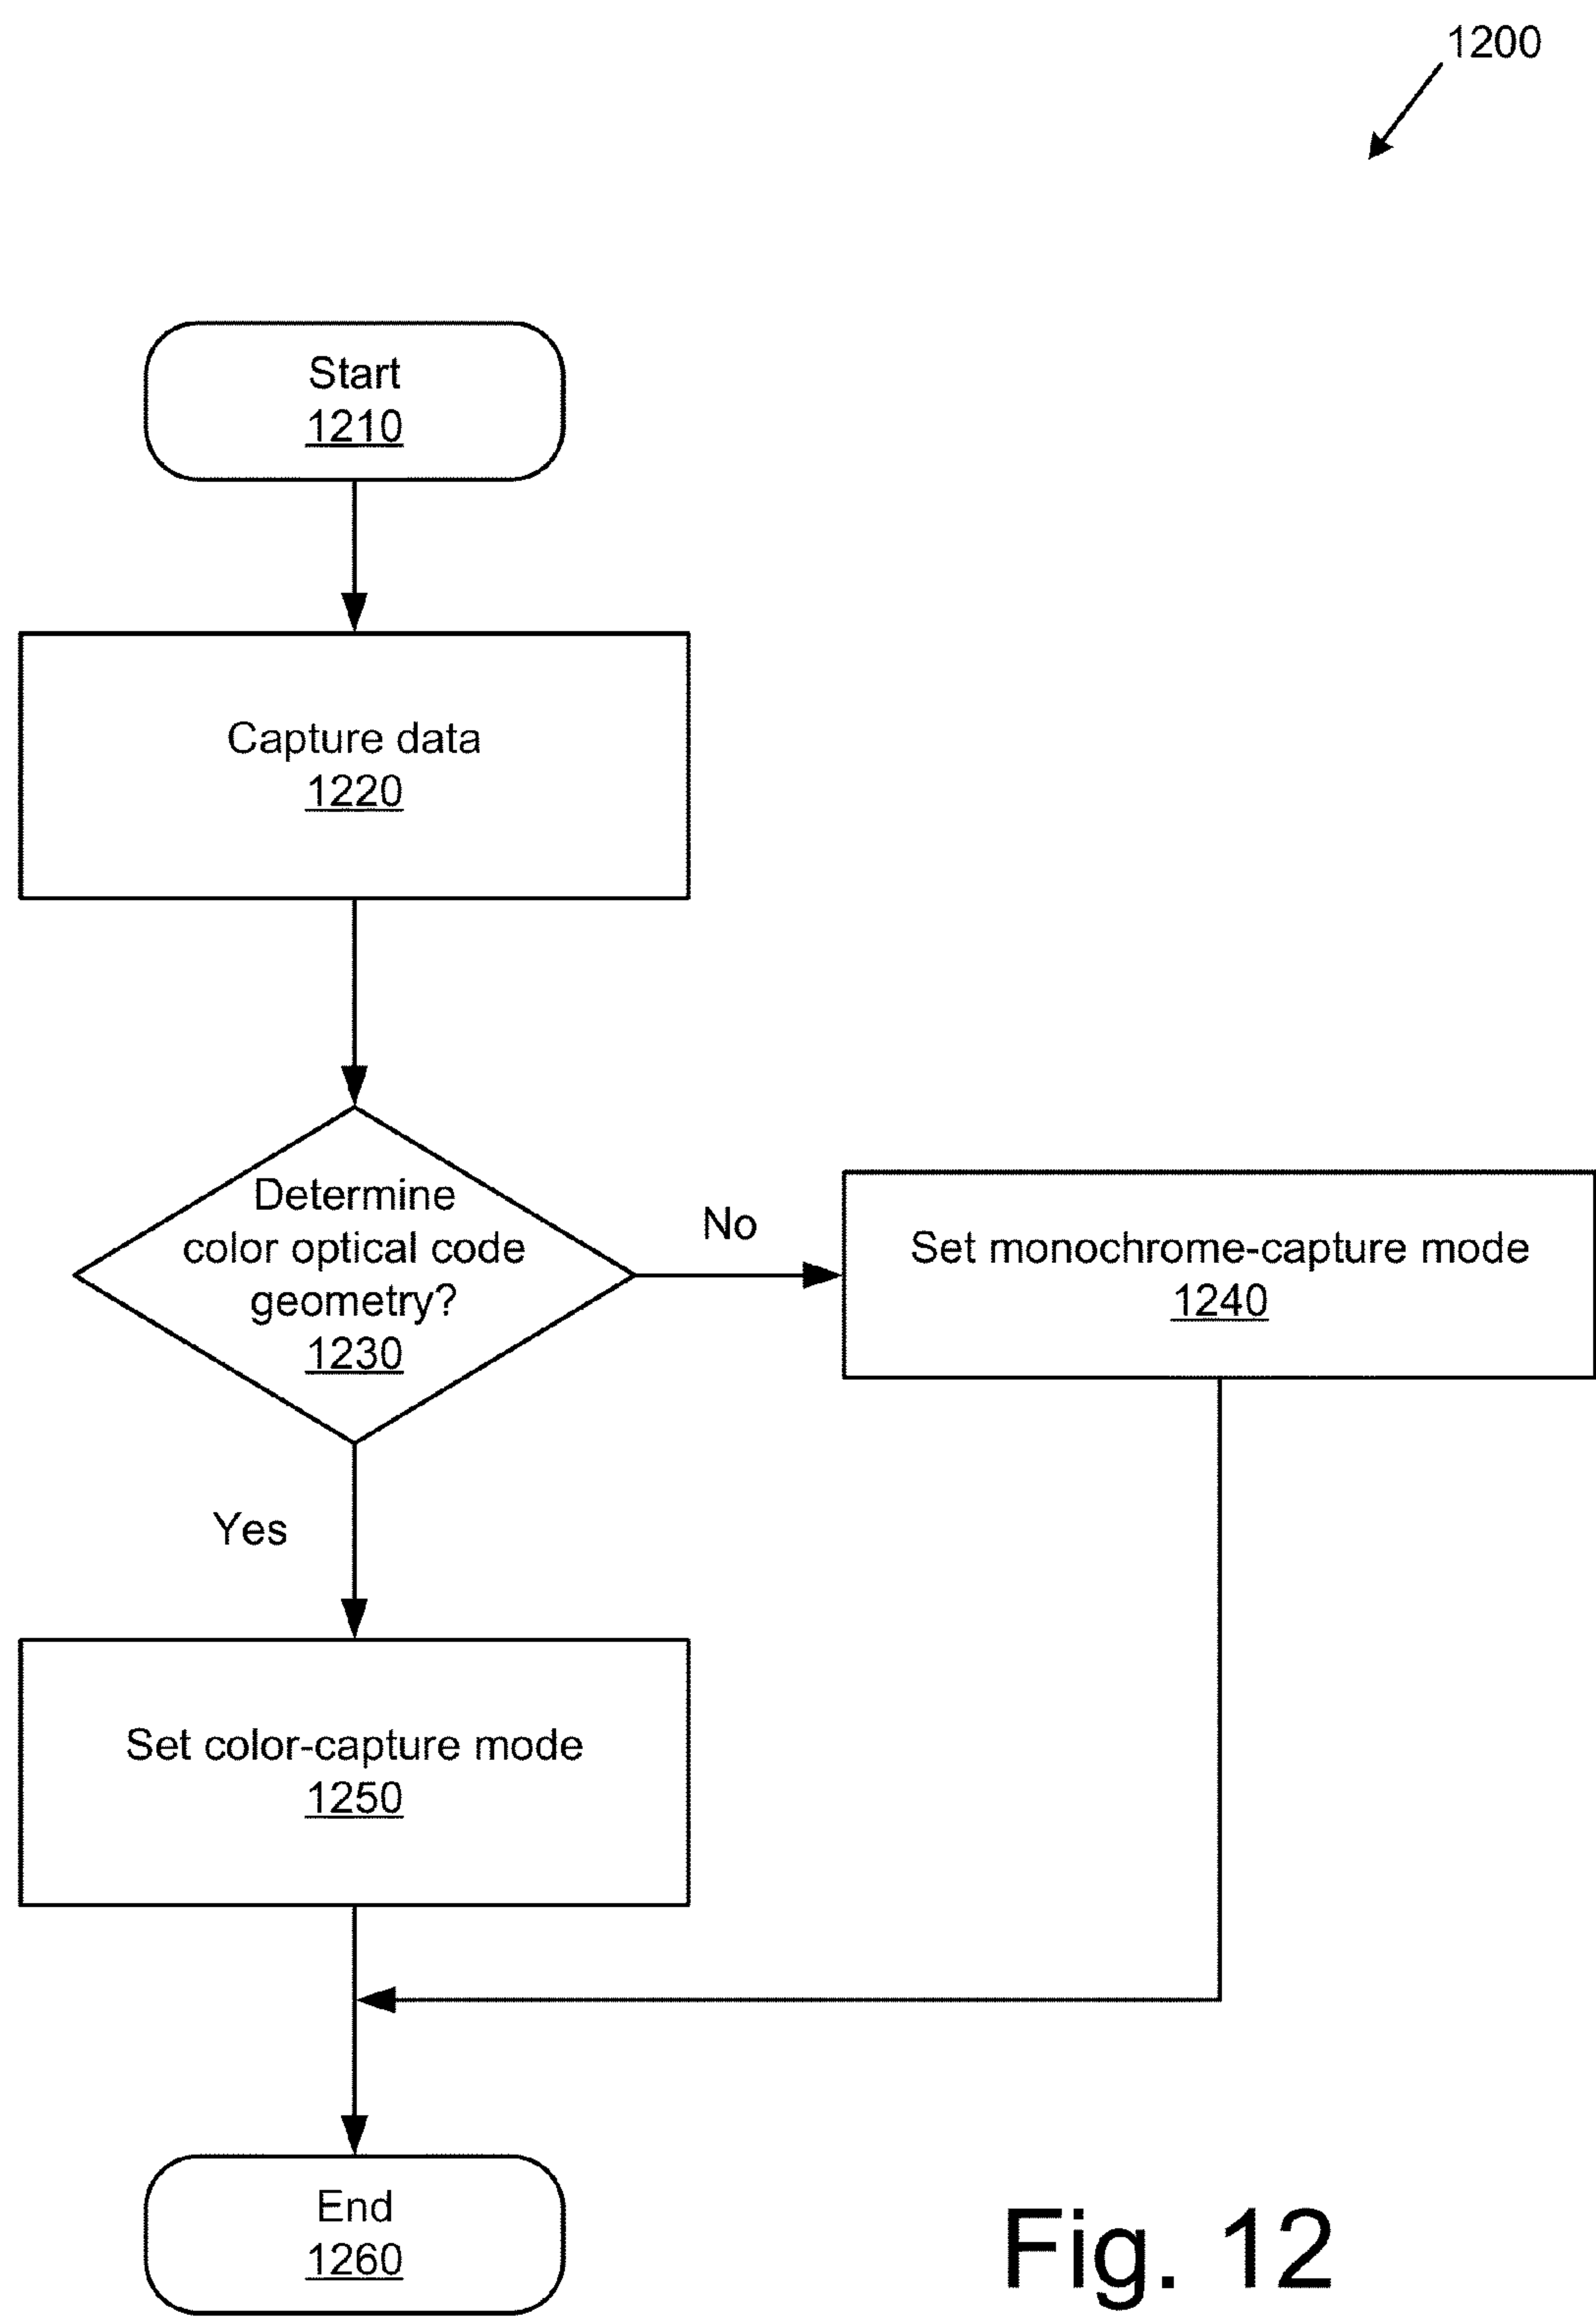 1200
Start
1210
Capture data
1220
Determine
color optical code
geometry?
1230
No
Set monochrome-capture mode
1240
Yes
Set color-capture mode
1250
End
1260
Fig. 12